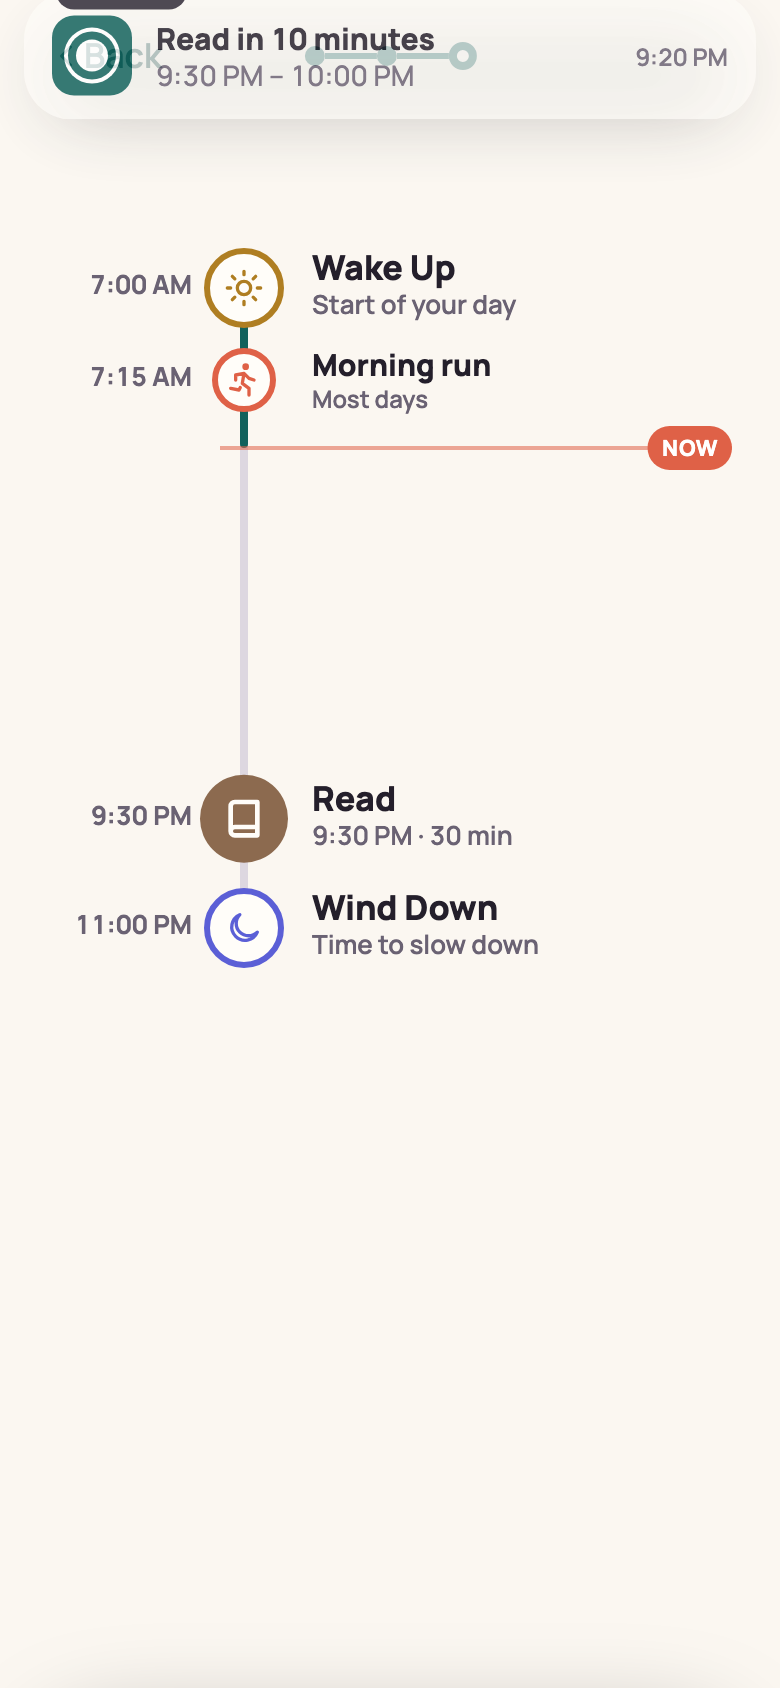 Back
Read in 10 minutes
9:30 PM – 10:00 PM
9:20 PM
7:00 AM
Wake Up
Start of your day
7:15 AM
Morning run
Most days
NOW
9:30 PM
Read
9:30 PM · 30 min
11:00 PM
Wind Down
Time to slow down